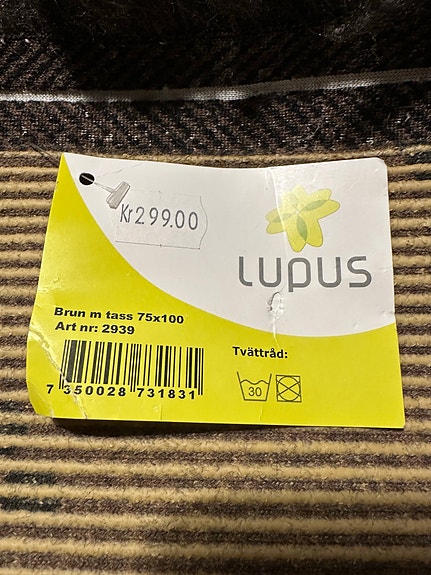 Kr299.00
Lupus
Brun m tass 75x100
Art nr: 2939
Tvättråd:
30
7 350028 731831